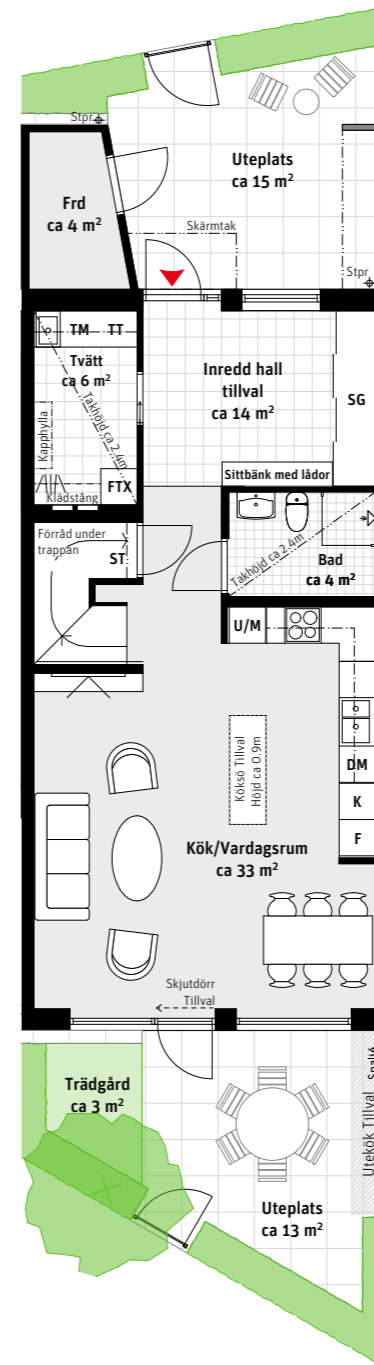 Stpr
Uteplats
ca 15 m²
Frd
ca 4 m²
Skärmtak
Stpr
TM TT
Tvätt
ca 6 m²
Takhöjd ca 2.4m
Kapphylla
FTX
Klädstång
Inredd hall
tillval
ca 14 m²
SG
Sittbänk med lådor
Förråd under
trappan
ST
Takhöjd ca 2.4m
Bad
ca 4 m²
U/M
Köksö Tillval
Höjd ca 0.9m
DM
K
F
Kök/Vardagsrum
ca 33 m²
Skjutdörr
Tillval
Trädgård
ca 3 m²
Spaljé
Utekök Tillval
Uteplats
ca 13 m²